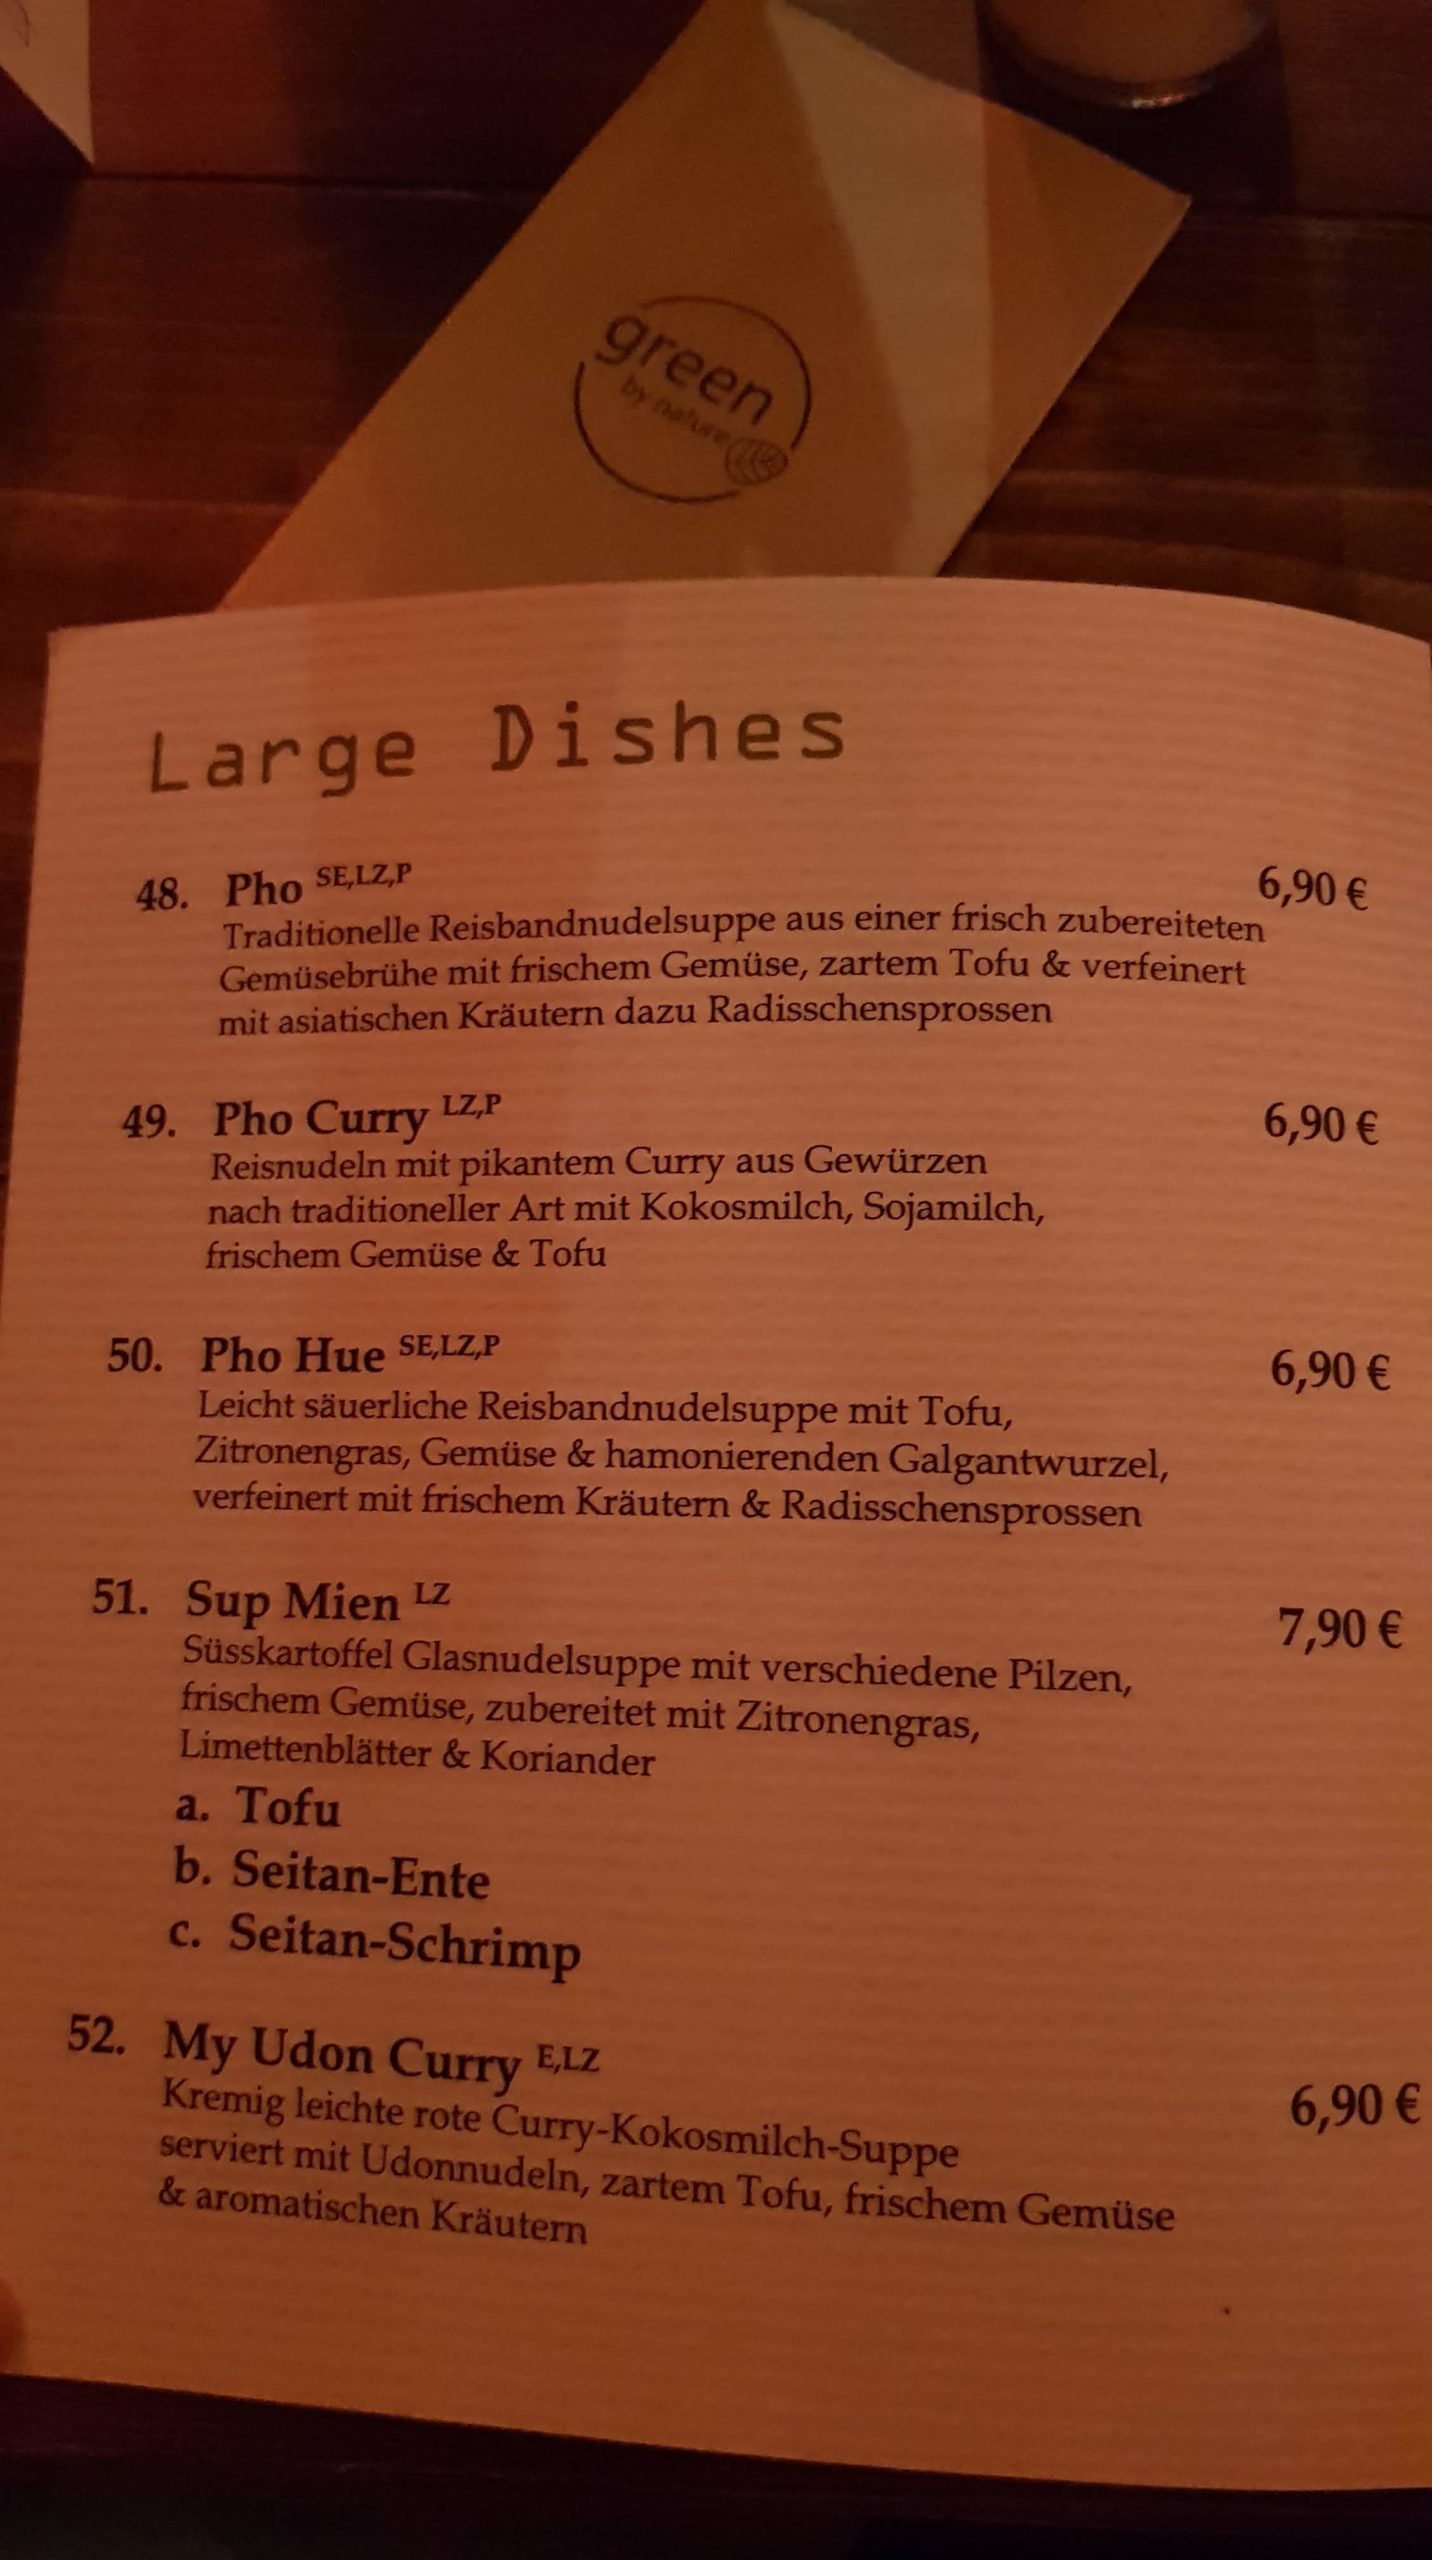 green
by nature
Large Dishes
48. Pho SE,LZ,P 6,90 €
Traditionelle Reisbandnudelsuppe aus einer frisch zubereiteten
Gemüsebrühe mit frischem Gemüse, zartem Tofu & verfeinert
mit asiatischen Kräutern dazu Radisschensprossen
49. Pho Curry LZ,P 6,90 €
Reisnudeln mit pikantem Curry aus Gewürzen
nach traditioneller Art mit Kokosmilch, Sojamilch,
frischem Gemüse & Tofu
50. Pho Hue SE,LZ,P 6,90 €
Leicht säuerliche Reisbandnudelsuppe mit Tofu,
Zitronengras, Gemüse & hamonierenden Galgantwurzel,
verfeinert mit frischem Kräutern & Radisschensprossen
51. Sup Mien LZ 7,90 €
Süsskartoffel Glasnudelsuppe mit verschiedene Pilzen,
frischem Gemüse, zubereitet mit Zitronengras,
Limettenblätter & Koriander
a. Tofu
b. Seitan-Ente
c. Seitan-Schrimp
52. My Udon Curry E,LZ 6,90 €
Kremig leichte rote Curry-Kokosmilch-Suppe
serviert mit Udonnudeln, zartem Tofu, frischem Gemüse
& aromatischen Kräutern